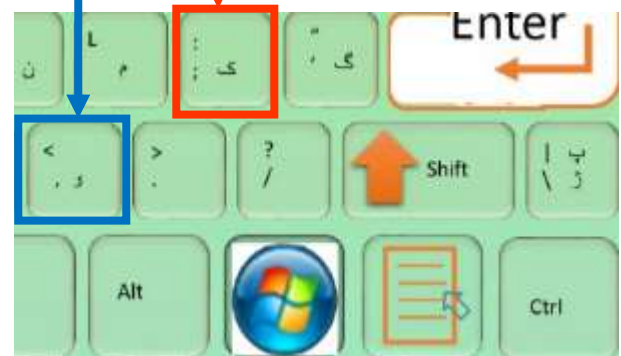 ن L م : ; ک " ' گ Enter
< , و > . ? / Shift | \ پ ژ
Alt Ctrl